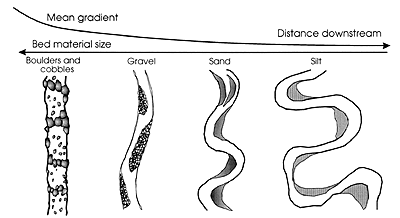 Mean gradient
Distance downstream
Bed material size
Boulders and
cobbles
Gravel
Sand
Silt